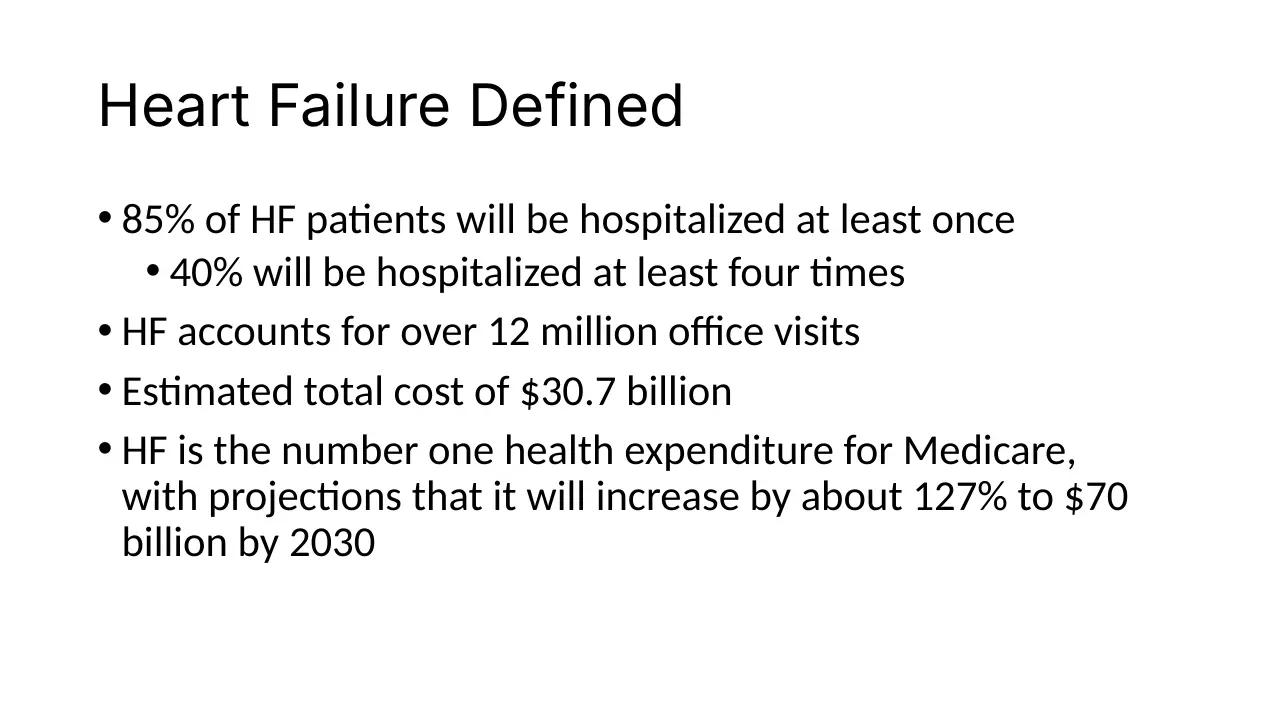 Heart Failure Defined
• 85% of HF patients will be hospitalized at least once
• 40% will be hospitalized at least four times
• HF accounts for over 12 million office visits
• Estimated total cost of $30.7 billion
• HF is the number one health expenditure for Medicare,
with projections that it will increase by about 127% to $70
billion by 2030